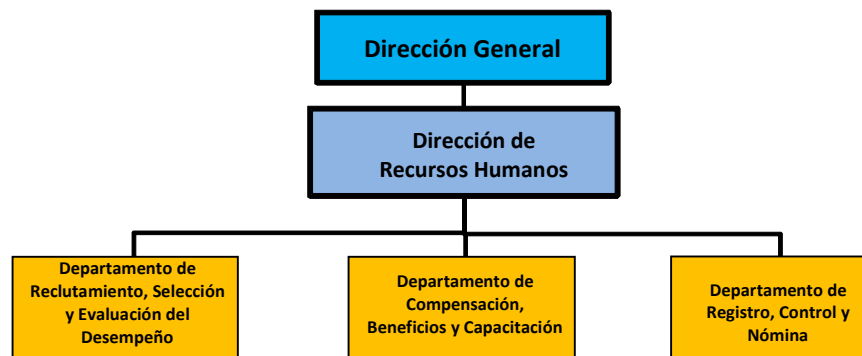 Dirección General
Dirección de
Recursos Humanos
Departamento de
Reclutamiento, Selección
y Evaluación del
Desempeño
Departamento de
Compensación,
Beneficios y Capacitación
Departamento de
Registro, Control y
Nómina